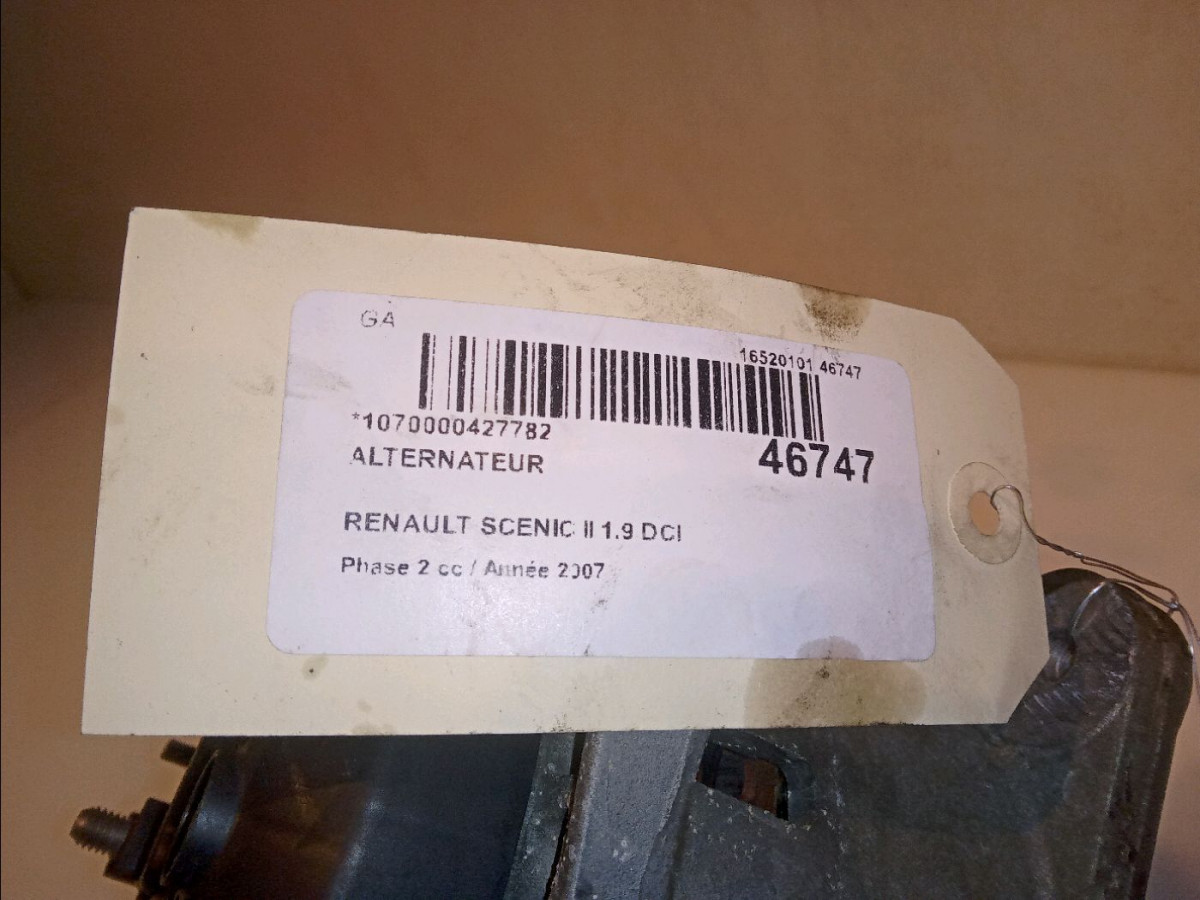 GA
16520101 46747
*1070000427782
46747
ALTERNATEUR
RENAULT SCENIC II 1.9 DCI
Phase 2 cc / Année 2007